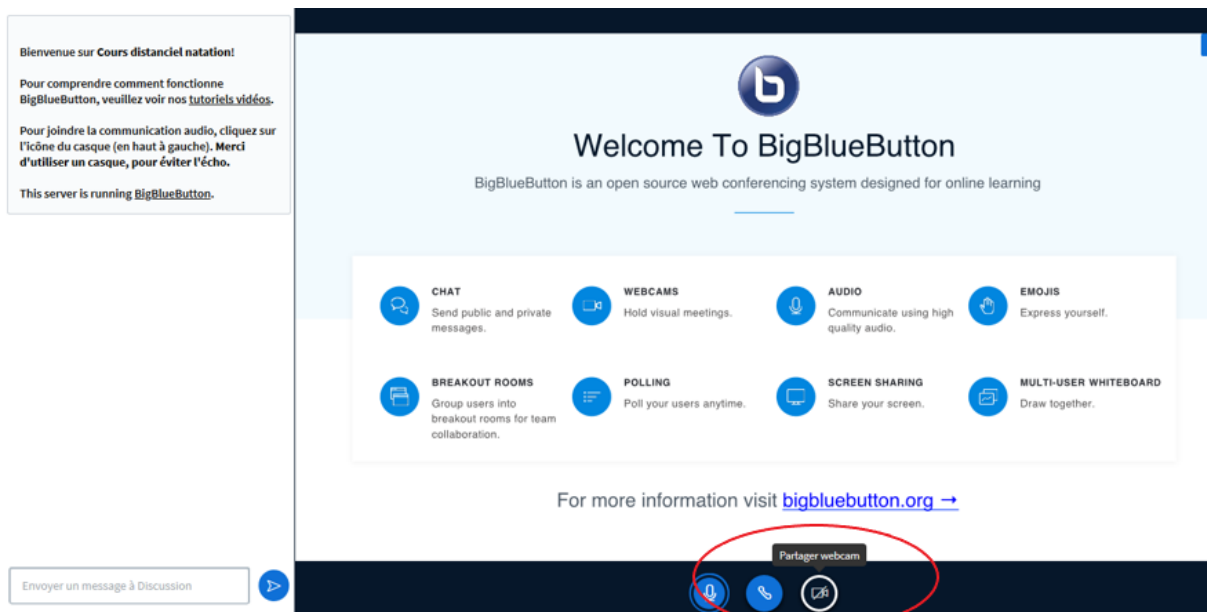 Bienvenue sur Cours distanciel natation!
Pour comprendre comment fonctionne
BigBlueButton, veuillez voir nos tutoriels vidéos.
Pour joindre la communication audio, cliquez sur
l'icône du casque (en haut à gauche). Merci
d'utiliser un casque, pour éviter l'écho.
This server is running BigBlueButton.
Envoyer un message à Discussion
b
Welcome To BigBlueButton
BigBlueButton is an open source web conferencing system designed for online learning
CHAT
Send public and private
messages.
WEBCAMS
Hold visual meetings.
AUDIO
Communicate using high
quality audio.
EMOJIS
Express yourself.
BREAKOUT ROOMS
Group users into
breakout rooms for team
collaboration.
POLLING
Poll your users anytime.
SCREEN SHARING
Share your screen.
MULTI-USER WHITEBOARD
Draw together.
For more information visit bigbluebutton.org →
Partager webcam